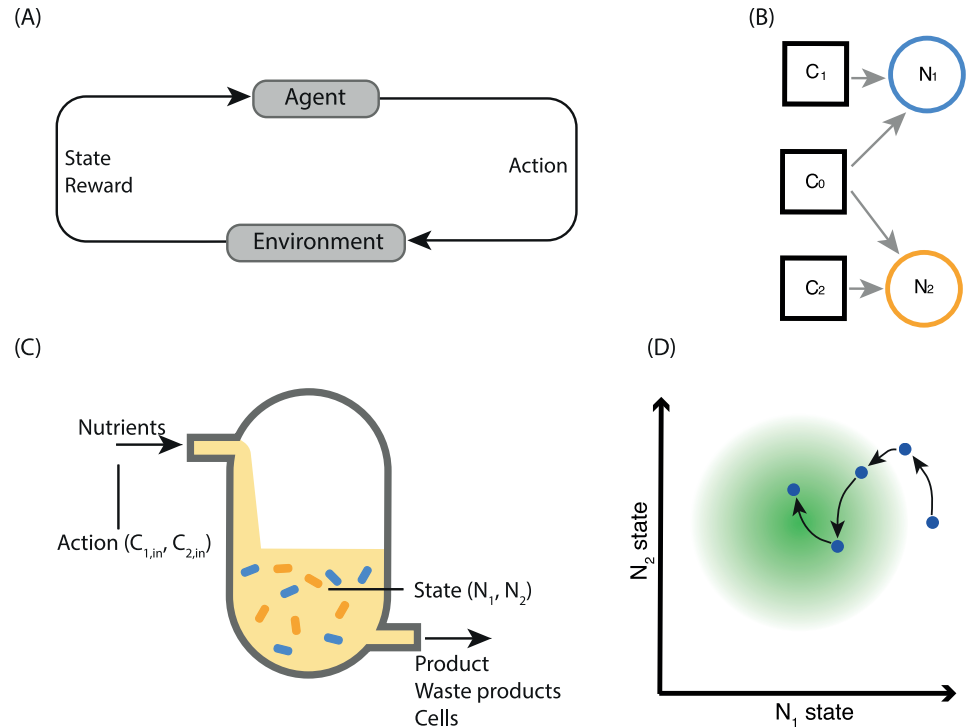 (A)
Agent
State
Reward
Action
Environment
(B)
C₁
N₁
C₀
C₂
N₂
(C)
Nutrients
Action (C₁,ᵢₙ, C₂,ᵢₙ)
State (N₁, N₂)
Product
Waste products
Cells
(D)
N₂ state
N₁ state